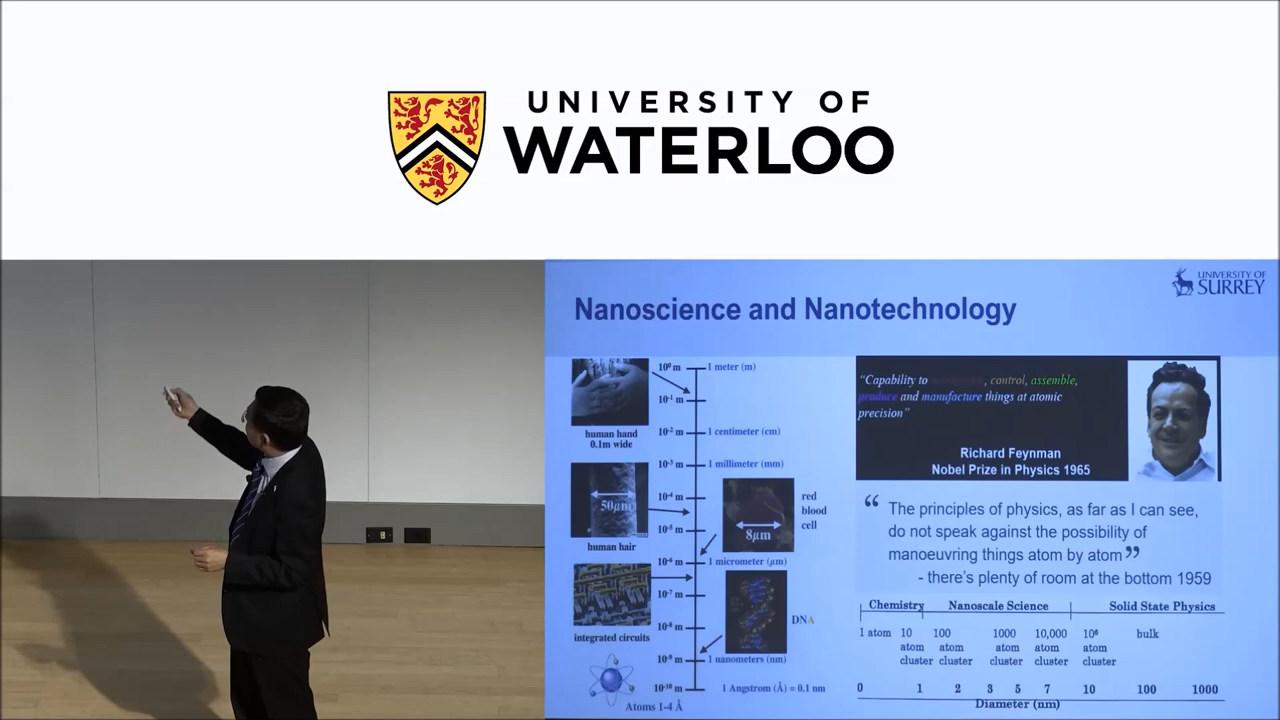 UNIVERSITY OF
WATERLOO
UNIVERSITY OF
SURREY
Nanoscience and Nanotechnology
10⁰ m
1 meter (m)
10⁻¹ m
human hand
0.1m wide
10⁻² m
1 centimeter (cm)
10⁻³ m
1 millimeter (mm)
10⁻⁴ m
50µm
red
blood
cell
8µm
10⁻⁵ m
human hair
10⁻⁶ m
1 micrometer (µm)
10⁻⁷ m
DNA
10⁻⁸ m
integrated circuits
10⁻⁹ m
1 nanometers (nm)
10⁻¹⁰ m
1 Angstrom (Å) = 0.1 nm
Atoms 1-4 Å
“Capability to , control, assemble,
produce and manufacture things at atomic
precision”
Richard Feynman
Nobel Prize in Physics 1965
“ The principles of physics, as far as I can see,
do not speak against the possibility of
manoeuvring things atom by atom ”
- there's plenty of room at the bottom 1959
Chemistry Nanoscale Science Solid State Physics
1 atom 10 100 1000 10,000 10⁶ bulk
atom atom atom atom atom
cluster cluster cluster cluster cluster
0 1 2 3 5 7 10 100 1000
Diameter (nm)